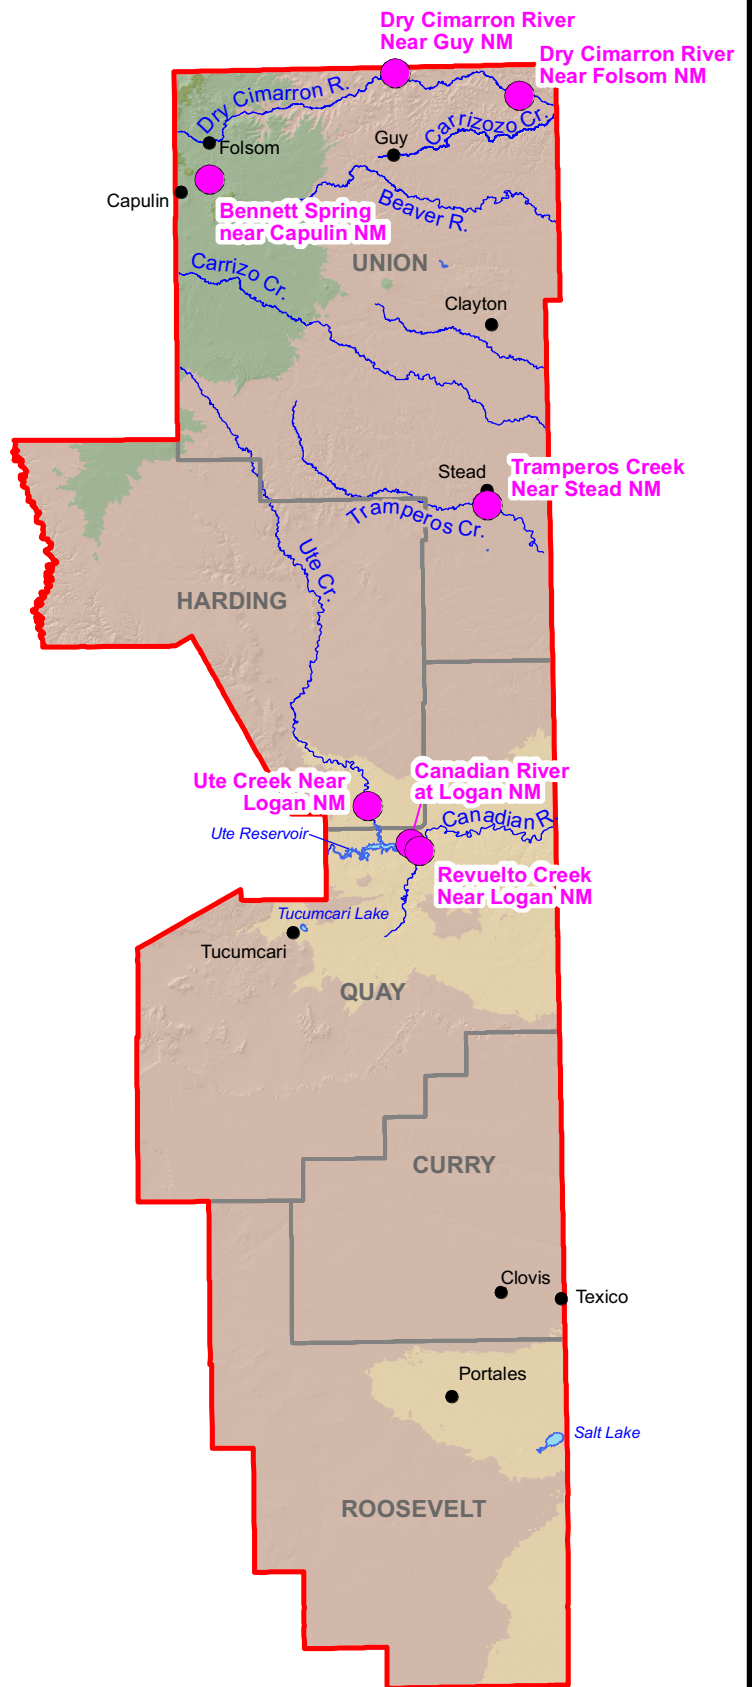 Dry Cimarron River
Near Guy NM
Dry Cimarron River
Near Folsom NM
Dry Cimarron R.
Carrizozo Cr.
Guy
Folsom
Capulin
Bennett Spring
near Capulin NM
Beaver R.
UNION
Carrizo Cr.
Clayton
Stead
Tramperos Creek
Near Stead NM
Tramperos Cr.
Ute Cr.
HARDING
Ute Creek Near
Logan NM
Canadian River
at Logan NM
Canadian R.
Ute Reservoir
Revuelto Creek
Near Logan NM
Tucumcari Lake
Tucumcari
QUAY
CURRY
Clovis
Texico
Portales
Salt Lake
ROOSEVELT